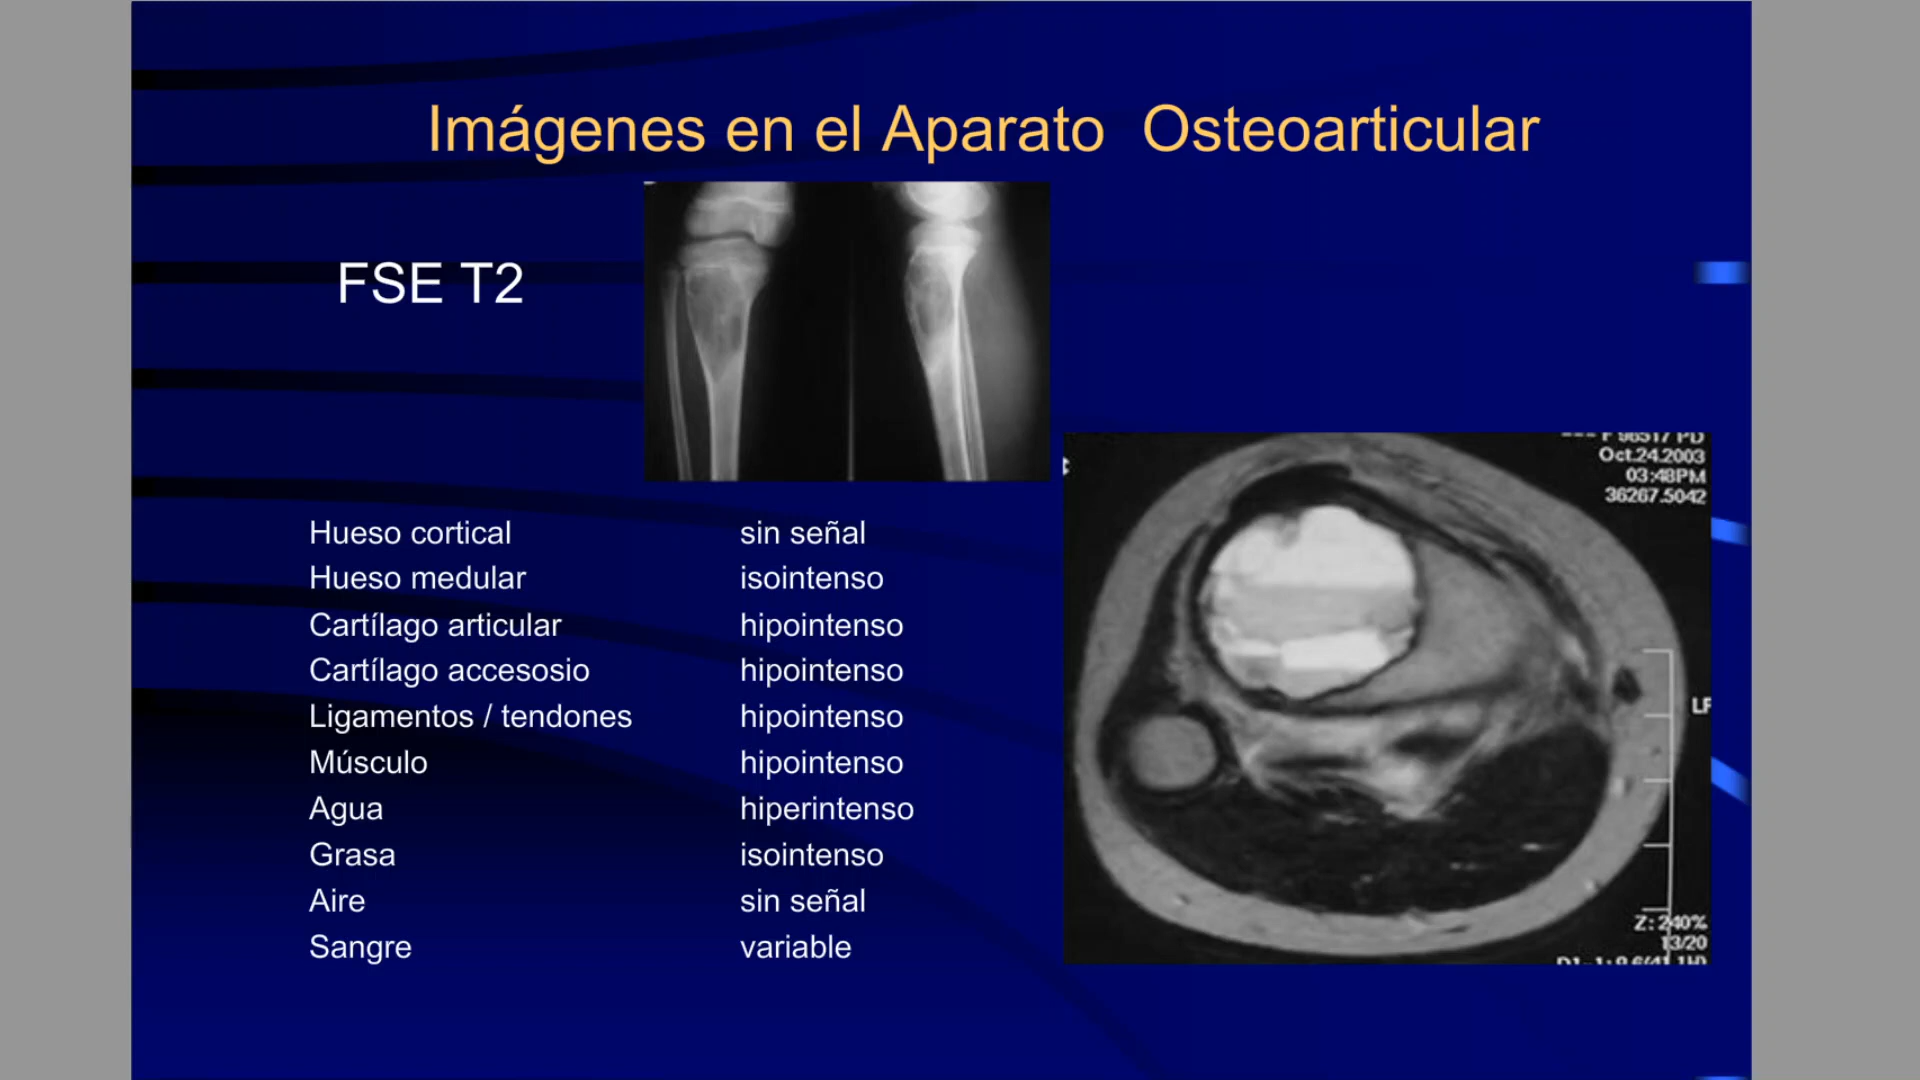 Imágenes en el Aparato Osteoarticular
FSE T2
Hueso cortical sin señal
Hueso medular isointenso
Cartílago articular hipointenso
Cartílago accesosio hipointenso
Ligamentos / tendones hipointenso
Músculo hipointenso
Agua hiperintenso
Grasa isointenso
Aire sin señal
Sangre variable
Oct.24.2003
03:48PM
36267.5042
Z: 240%
13/20